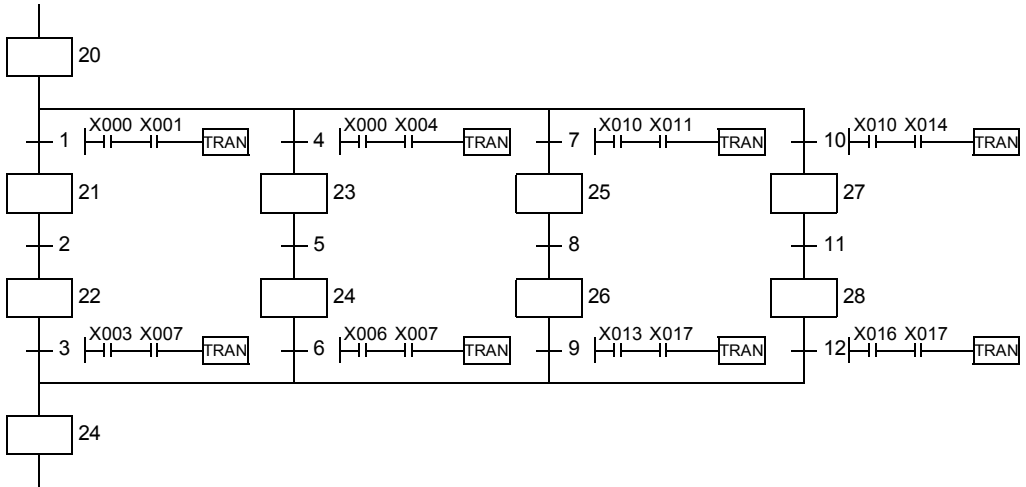 20
1 X000 X001 TRAN 4 X000 X004 TRAN 7 X010 X011 TRAN 10 X010 X014 TRAN
21 23 25 27
2 5 8 11
22 24 26 28
3 X003 X007 TRAN 6 X006 X007 TRAN 9 X013 X017 TRAN 12 X016 X017 TRAN
24